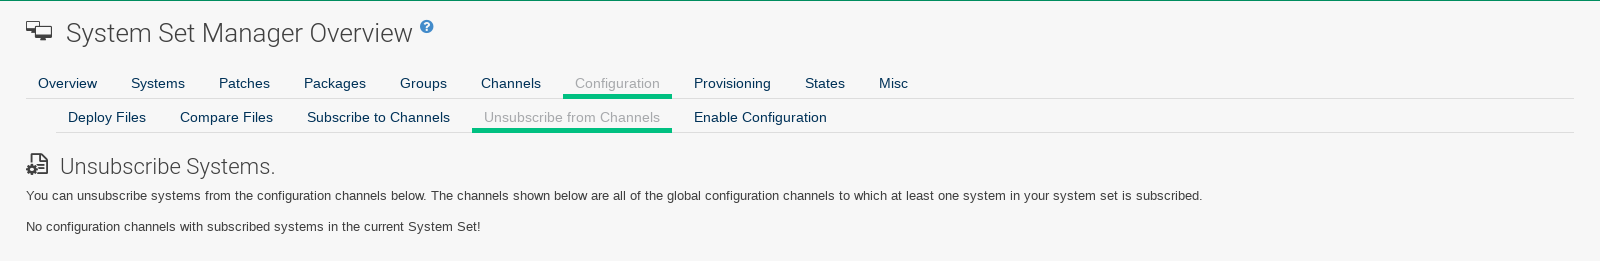 System Set Manager Overview ?
Overview Systems Patches Packages Groups Channels Configuration Provisioning States Misc
Deploy Files Compare Files Subscribe to Channels Unsubscribe from Channels Enable Configuration
Unsubscribe Systems.
You can unsubscribe systems from the configuration channels below. The channels shown below are all of the global configuration channels to which at least one system in your system set is subscribed.
No configuration channels with subscribed systems in the current System Set!